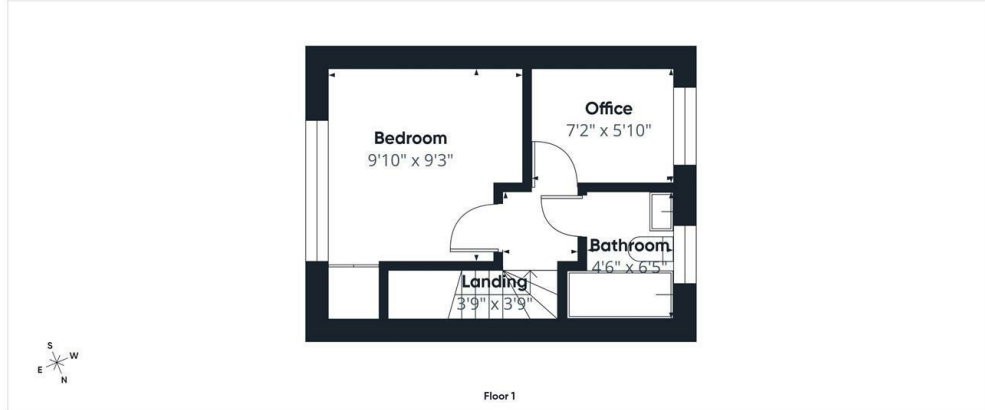 Office
7'2" x 5'10"
Bedroom
9'10" x 9'3"
Bathroom
4'6" x 6'5"
Landing
3'9" x 3'9"
S
W
E
N
Floor 1